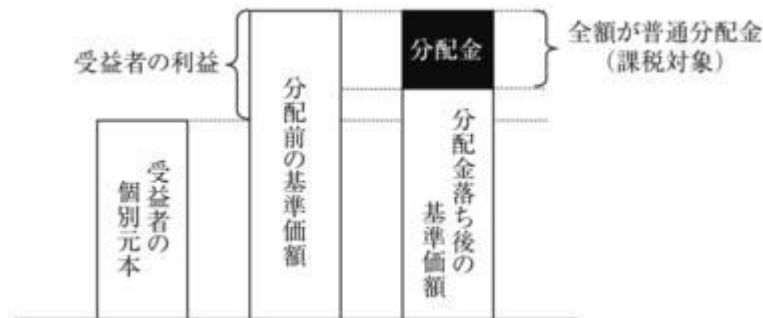 受益者の利益
受益者の
個別元本
分配前の基準価額
分配金
分配金落ち後の
基準価額
全額が普通分配金
（課税対象）